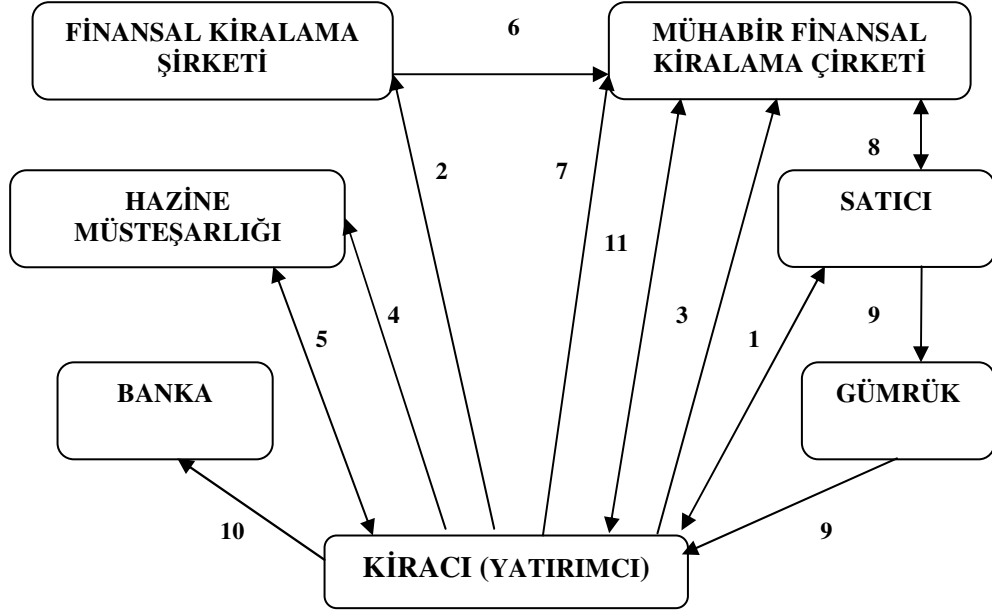 FİNANSAL KİRALAMA
ŞİRKETİ
6
MÜHABİR FİNANSAL
KİRALAMA ÇİRKETİ
2
7
8
HAZİNE
MÜSTEŞARLIĞI
SATICI
11
5
4
3
1
9
BANKA
GÜMRÜK
10
9
KİRACI (YATIRIMCI)